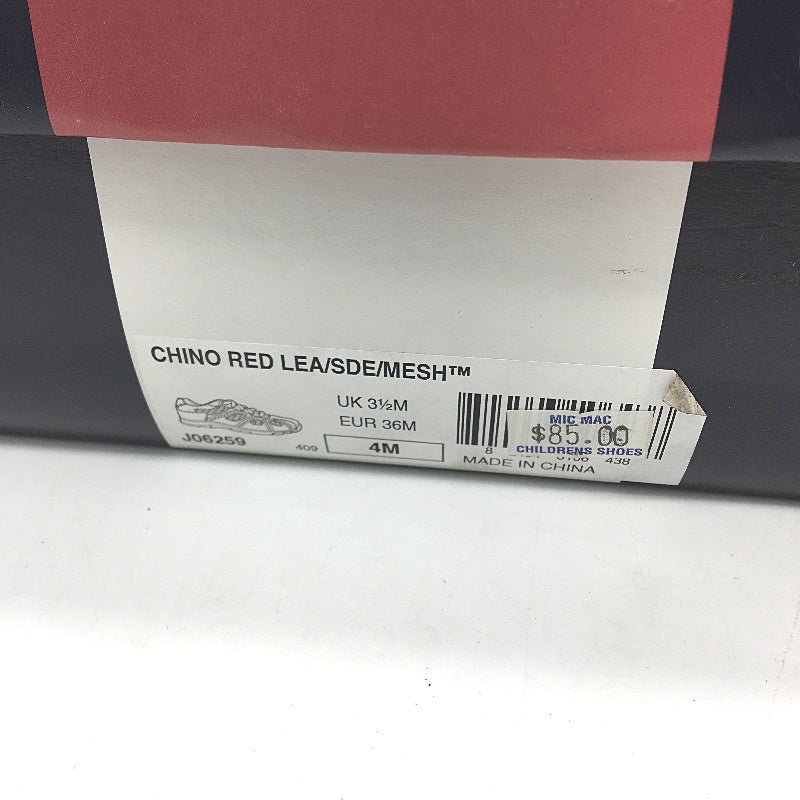 CHINO RED LEA/SDE/MESH™
UK 3½M
EUR 36M
J06259
409
4M
MIC MAC
$85.00
CHILDRENS SHOES
8
438
MADE IN CHINA